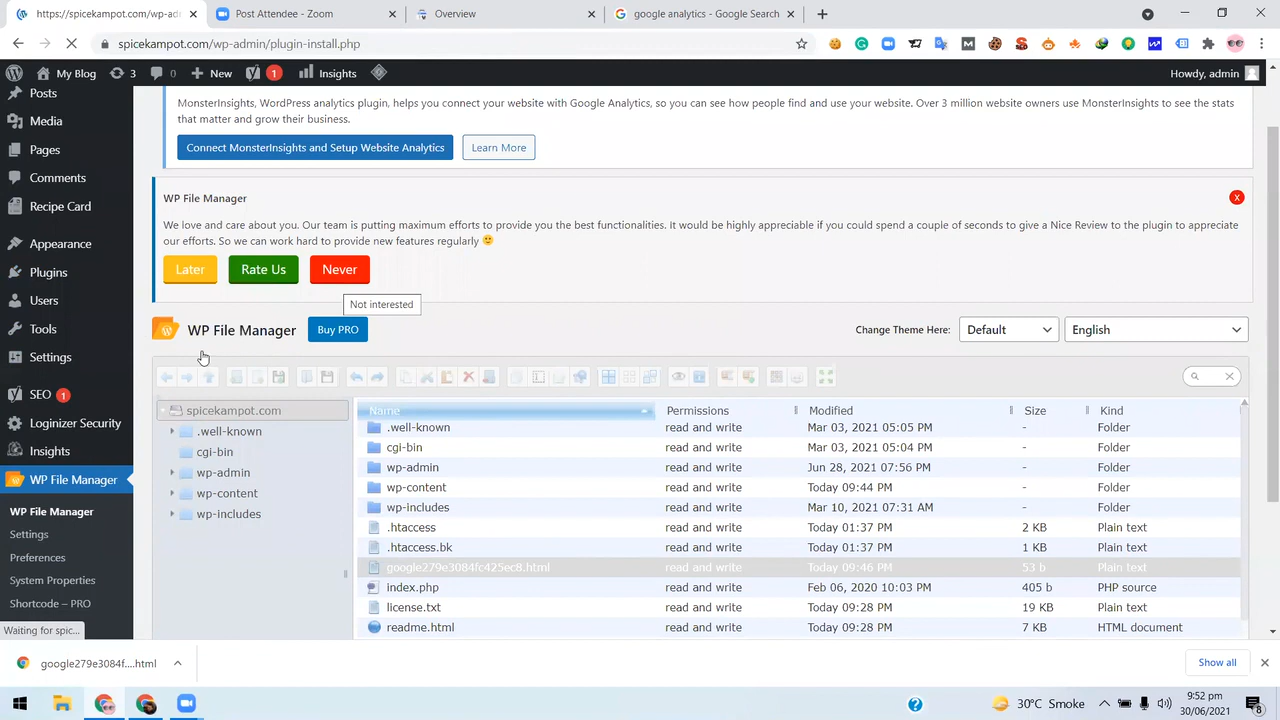 https://spicekampot.com/wp-adn
Post Attendee - Zoom
Overview
google analytics - Google Search
spicekampot.com/wp-admin/plugin-install.php
My Blog
3
0
New
1
Insights
Howdy, admin
Posts
Media
Pages
Comments
Recipe Card
Appearance
Plugins
Users
Tools
Settings
SEO 1
Loginizer Security
Insights
WP File Manager
WP File Manager
Settings
Preferences
System Properties
Shortcode – PRO
Waiting for spic...
MonsterInsights, WordPress analytics plugin, helps you connect your website with Google Analytics, so you can see how people find and use your website. Over 3 million website owners use MonsterInsights to see the stats
that matter and grow their business.
Connect MonsterInsights and Setup Website Analytics
Learn More
WP File Manager
X
We love and care about you. Our team is putting maximum efforts to provide you the best functionalities. It would be highly appreciable if you could spend a couple of seconds to give a Nice Review to the plugin to appreciate
our efforts. So we can work hard to provide new features regularly 🙂
Later
Rate Us
Never
Not interested
WP File Manager
Buy PRO
Change Theme Here:
Default
English
spicekampot.com
.well-known
cgi-bin
wp-admin
wp-content
wp-includes
Name Permissions Modified Size Kind
.well-known read and write Mar 03, 2021 05:05 PM - Folder
cgi-bin read and write Mar 03, 2021 05:04 PM - Folder
wp-admin read and write Jun 28, 2021 07:56 PM - Folder
wp-content read and write Today 09:44 PM - Folder
wp-includes read and write Mar 10, 2021 07:31 AM - Folder
.htaccess read and write Today 01:37 PM 2 KB Plain text
.htaccess.bk read and write Today 01:37 PM 1 KB Plain text
google279e3084fc425ec8.html read and write Today 09:46 PM 53 b Plain text
index.php read and write Feb 06, 2020 10:03 PM 405 b PHP source
license.txt read and write Today 09:28 PM 19 KB Plain text
readme.html read and write Today 09:28 PM 7 KB HTML document
google279e3084f....html
Show all
30°C Smoke
9:52 pm
30/06/2021
8